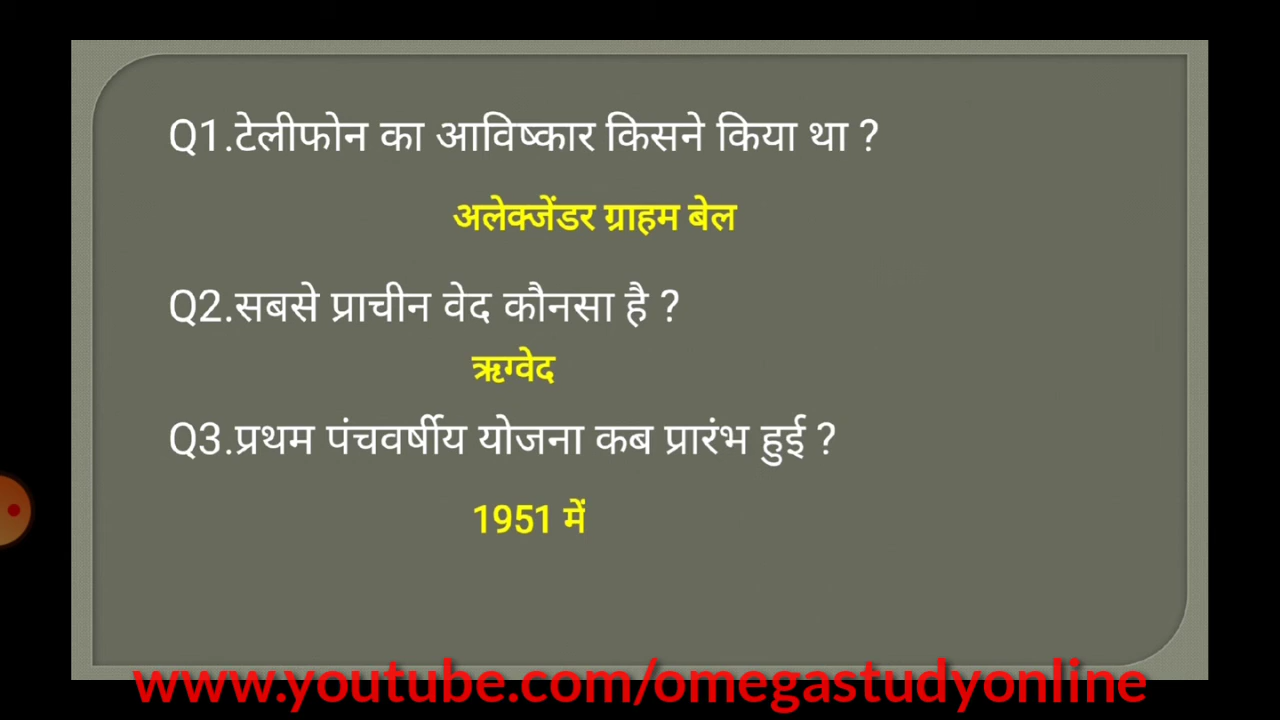 Q1.टेलीफोन का आविष्कार किसने किया था ?
अलेक्जेंडर ग्राहम बेल
Q2.सबसे प्राचीन वेद कौनसा है ?
ऋग्वेद
Q3.प्रथम पंचवर्षीय योजना कब प्रारंभ हुई ?
1951 में
www.youtube.com/omegastudyonline